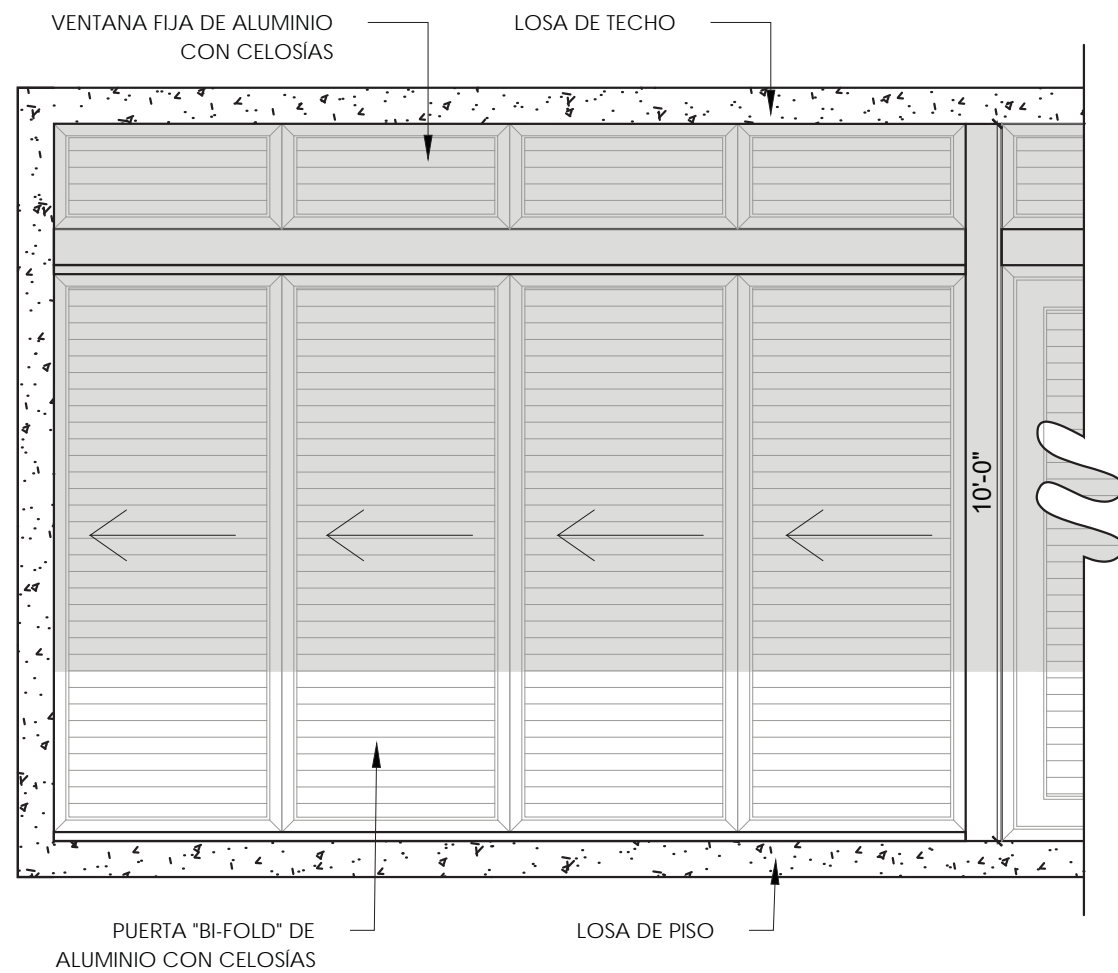 VENTANA FIJA DE ALUMINIO
CON CELOSÍAS
LOSA DE TECHO
10'-0"
PUERTA "BI-FOLD" DE
ALUMINIO CON CELOSÍAS
LOSA DE PISO